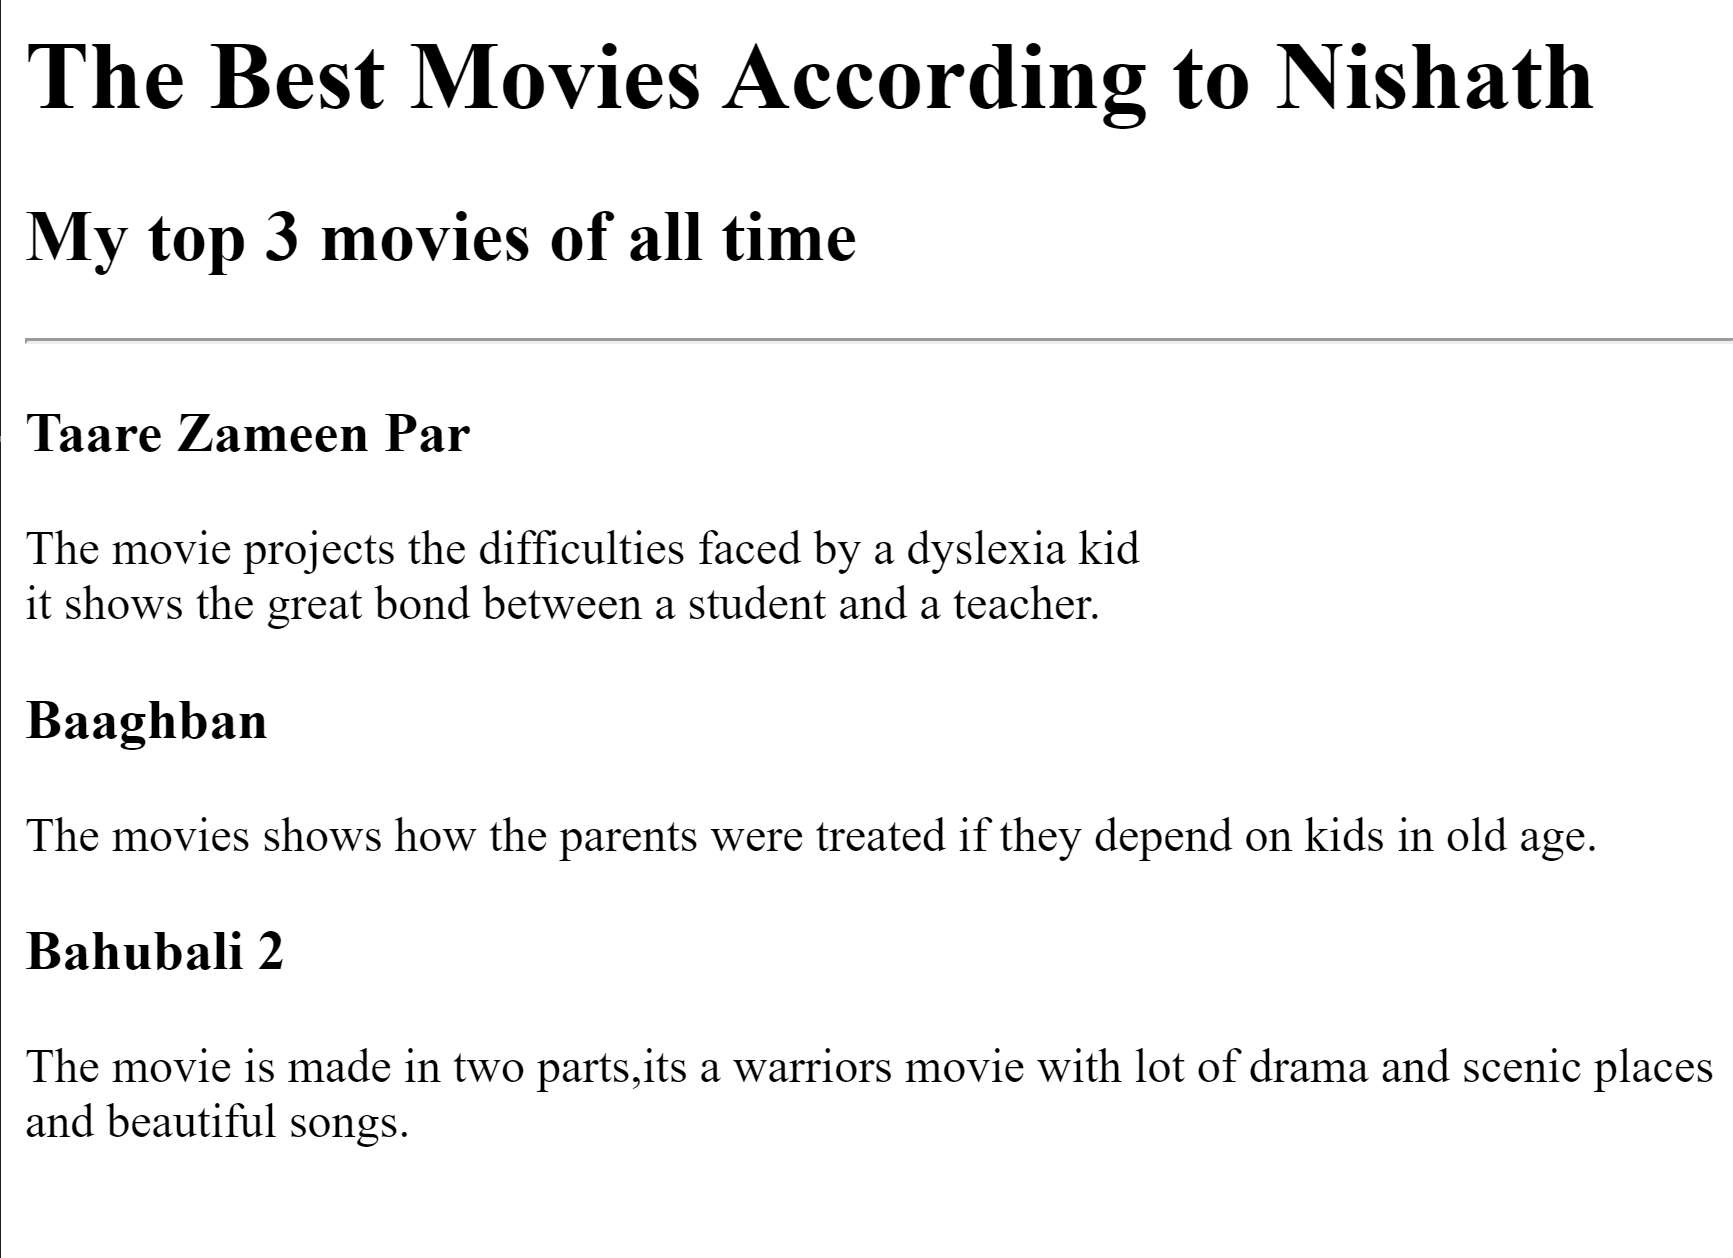 The Best Movies According to Nishath
My top 3 movies of all time
Taare Zameen Par
The movie projects the difficulties faced by a dyslexia kid
it shows the great bond between a student and a teacher.
Baaghban
The movies shows how the parents were treated if they depend on kids in old age.
Bahubali 2
The movie is made in two parts,its a warriors movie with lot of drama and scenic places
and beautiful songs.